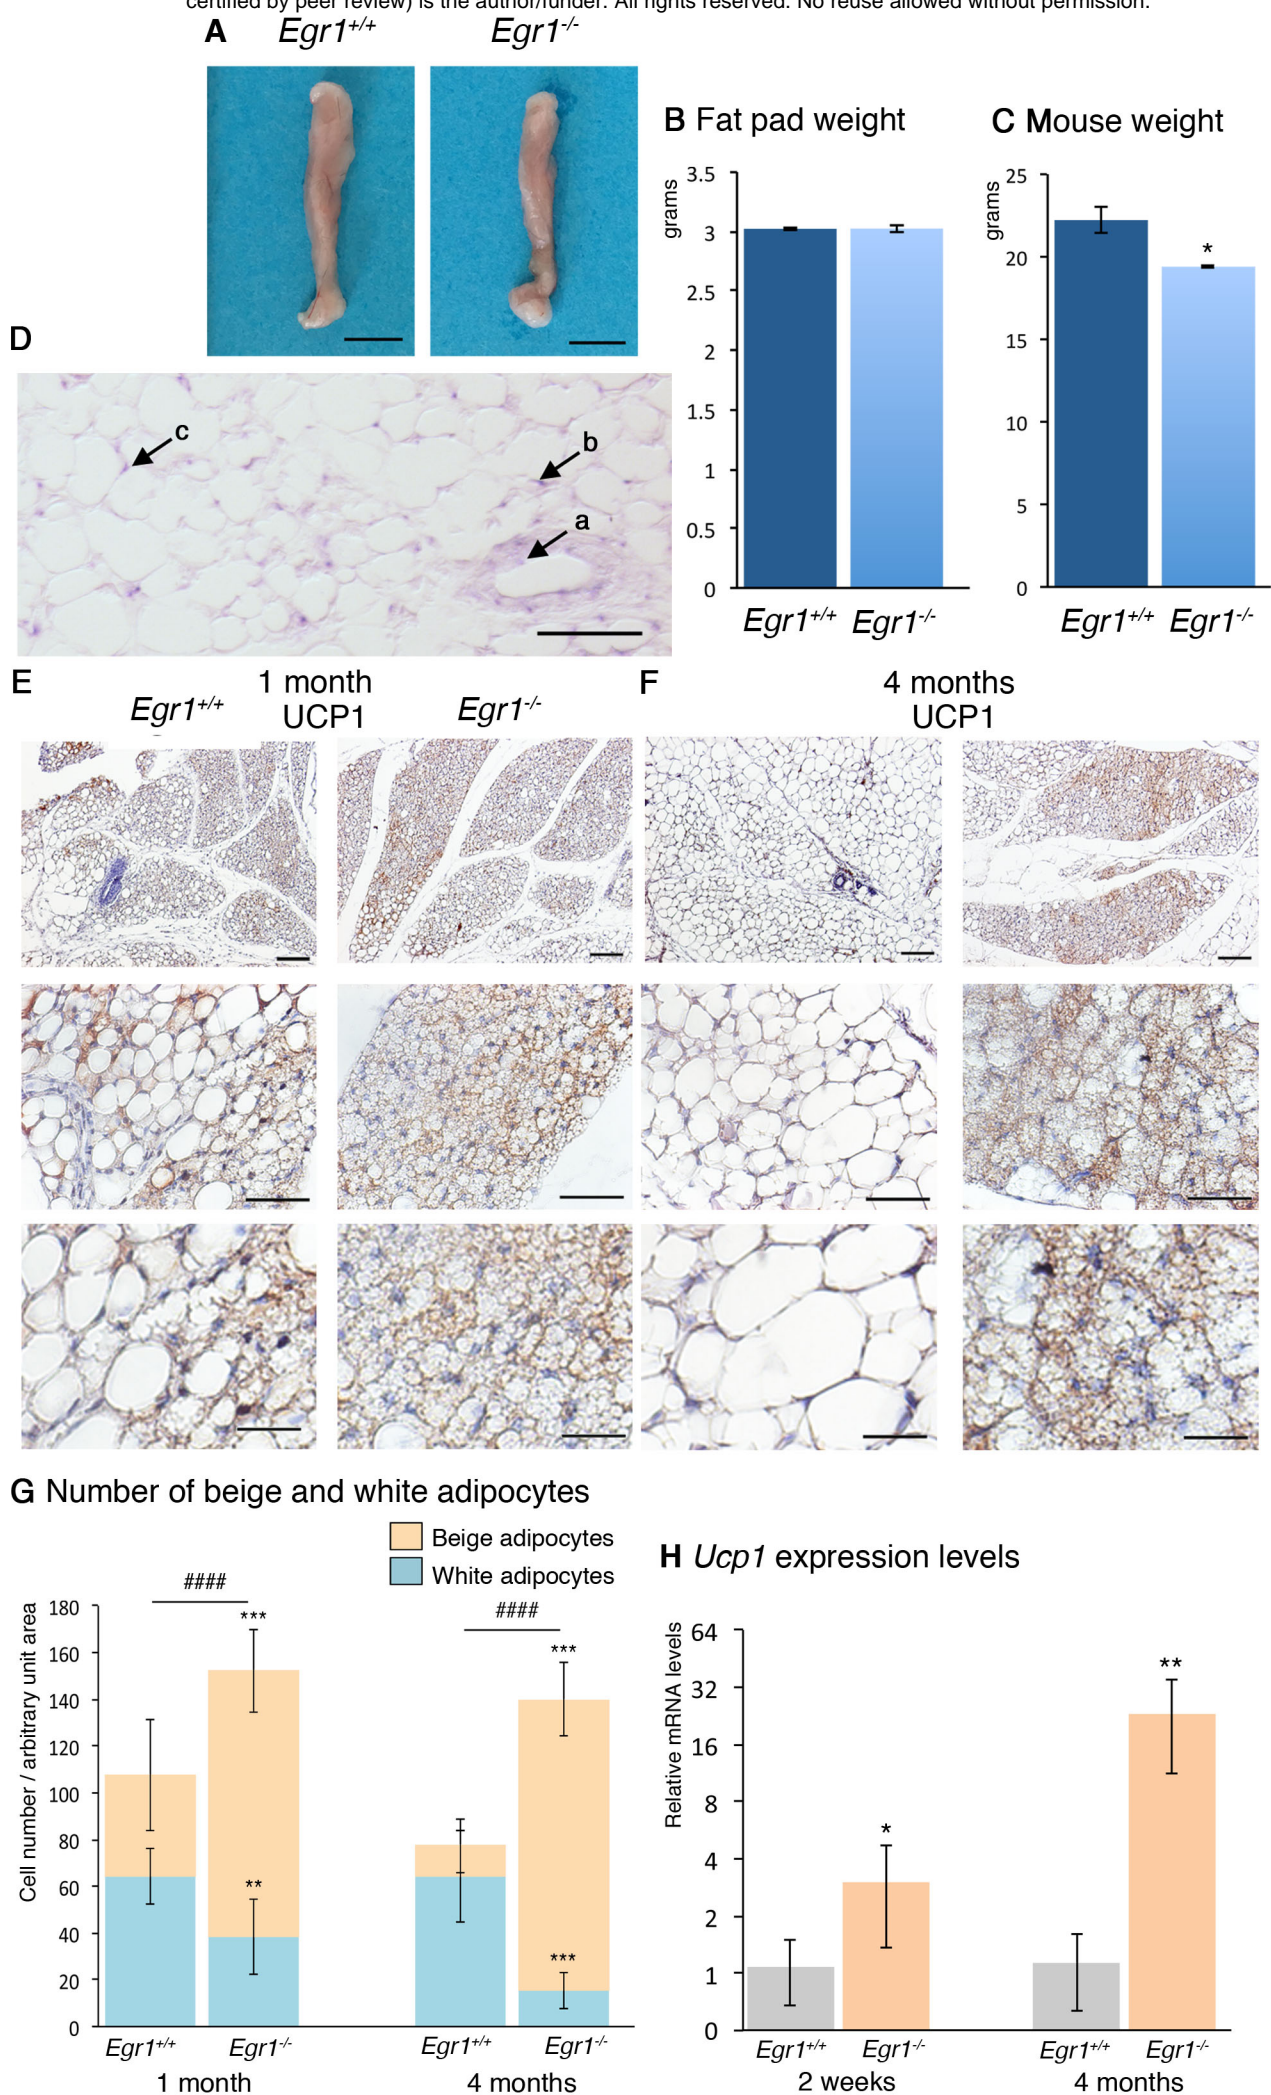 certified by peer review) is the author/funder. All rights reserved. No reuse allowed without permission.
A Egr1+/+ Egr1-/-
B Fat pad weight
grams
3.5
3
2.5
2
1.5
1
0.5
0
Egr1+/+ Egr1-/-
C Mouse weight
grams
25
20
15
10
5
0
*
Egr1+/+ Egr1-/-
D
c
b
a
E 1 month
Egr1+/+ UCP1 Egr1-/-
F 4 months
UCP1
G Number of beige and white adipocytes
Beige adipocytes
White adipocytes
Cell number / arbitrary unit area
180
160
140
120
100
80
60
40
20
0
####
***
**
####
***
***
Egr1+/+ Egr1-/- Egr1+/+ Egr1-/-
1 month 4 months
H Ucp1 expression levels
Relative mRNA levels
64
32
16
8
4
2
1
0
*
**
Egr1+/+ Egr1-/- Egr1+/+ Egr1-/-
2 weeks 4 months